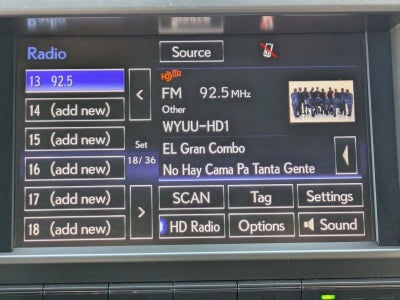 Radio
Source
13 92.5
14 (add new)
15 (add new)
16 (add new)
17 (add new)
18 (add new)
Set
18/36
FM 92.5 MHz
Other
WYUU-HD1
EL Gran Combo
No Hay Cama Pa Tanta Gente
SCAN
Tag
Settings
HD Radio
Options
Sound